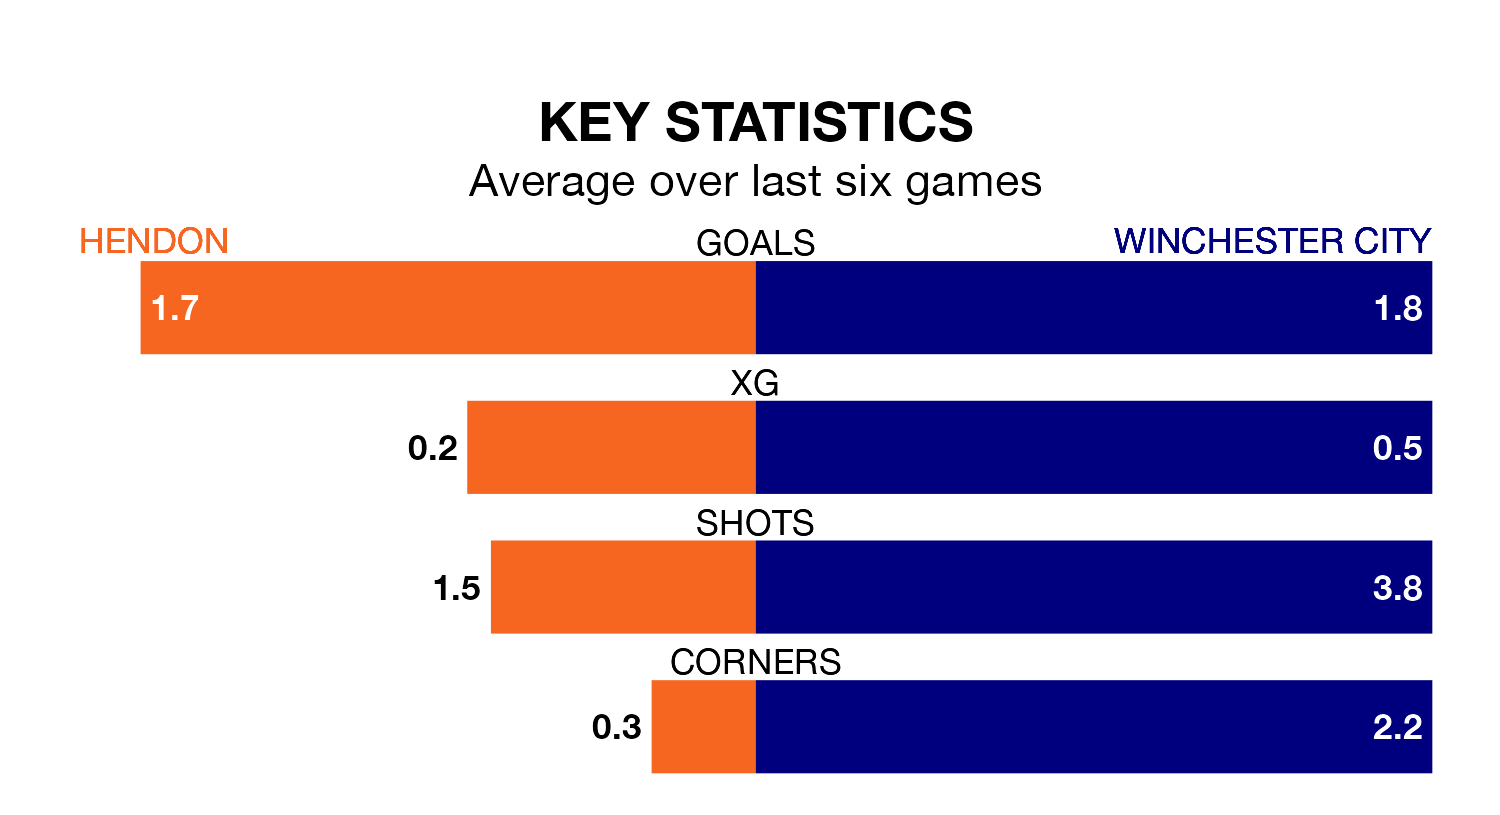 KEY STATISTICS
Average over last six games
HENDON GOALS WINCHESTER CITY
1.7 1.8
XG
0.2 0.5
SHOTS
1.5 3.8
CORNERS
0.3 2.2